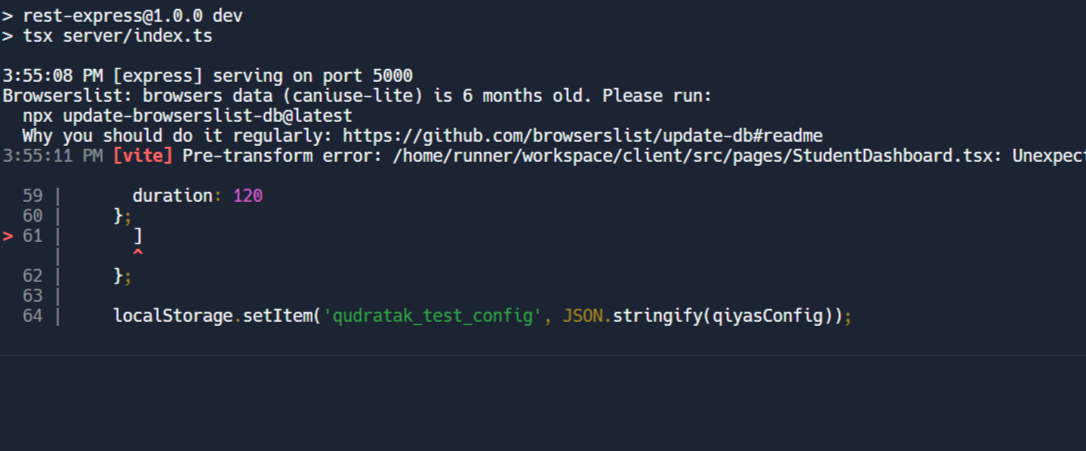 > rest-express@1.0.0 dev
> tsx server/index.ts
3:55:08 PM [express] serving on port 5000
Browserslist: browsers data (caniuse-lite) is 6 months old. Please run:
  npx update-browserslist-db@latest
  Why you should do it regularly: https://github.com/browserslist/update-db#readme
3:55:11 PM [vite] Pre-transform error: /home/runner/workspace/client/src/pages/StudentDashboard.tsx: Unexpect
  59 |       duration: 120
  60 |     };
> 61 |       ]
     |       ^
  62 |     };
  63 |
  64 |     localStorage.setItem('qudratak_test_config', JSON.stringify(qiyasConfig));